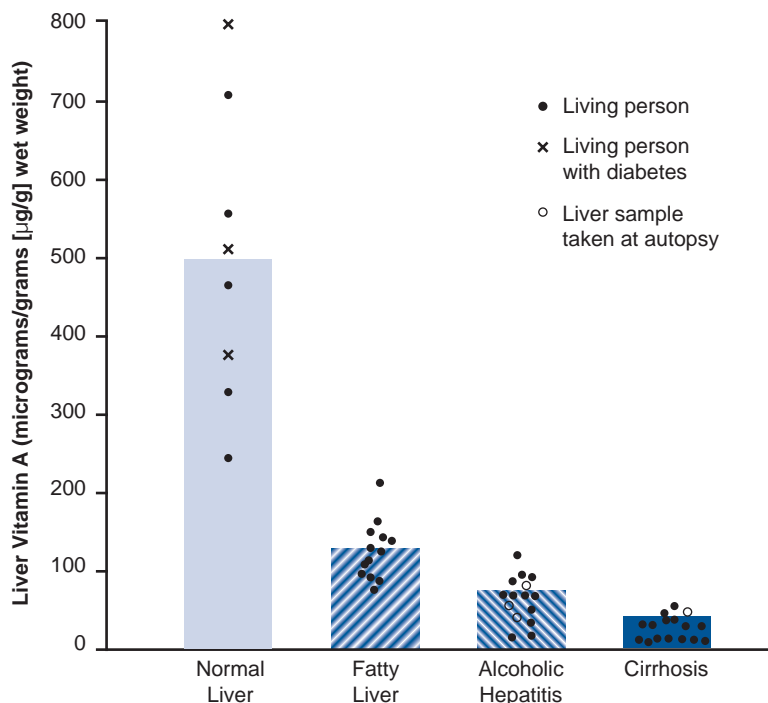 Liver Vitamin A (micrograms/grams [µg/g] wet weight)
800
700
600
500
400
300
200
100
0
Living person
Living person
with diabetes
Liver sample
taken at autopsy
Normal
Liver
Fatty
Liver
Alcoholic
Hepatitis
Cirrhosis